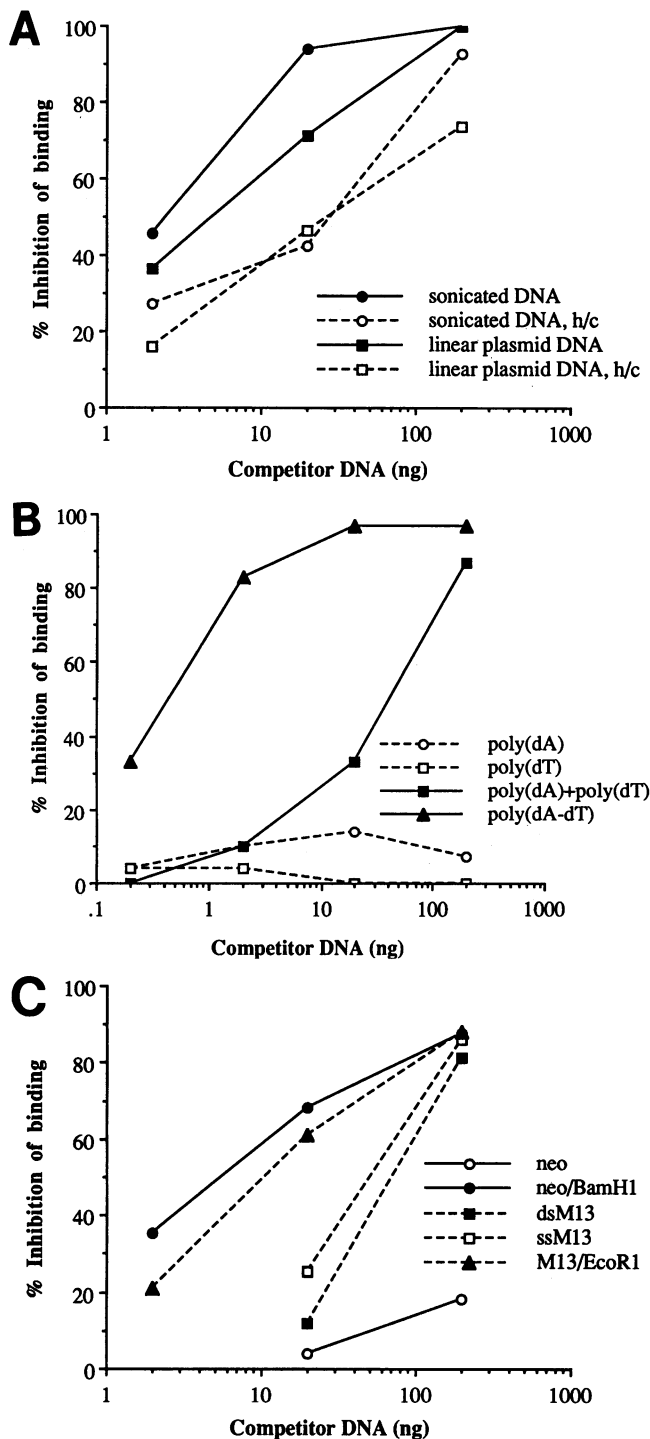 A
100
80
60
40
20
0
% Inhibition of binding
sonicated DNA
sonicated DNA, h/c
linear plasmid DNA
linear plasmid DNA, h/c
1
10
100
1000
Competitor DNA (ng)
B
100
80
60
40
20
0
% Inhibition of binding
poly(dA)
poly(dT)
poly(dA)+poly(dT)
poly(dA-dT)
.1
1
10
100
1000
Competitor DNA (ng)
C
100
80
60
40
20
0
% Inhibition of binding
neo
neo/BamH1
dsM13
ssM13
M13/EcoR1
1
10
100
1000
Competitor DNA (ng)